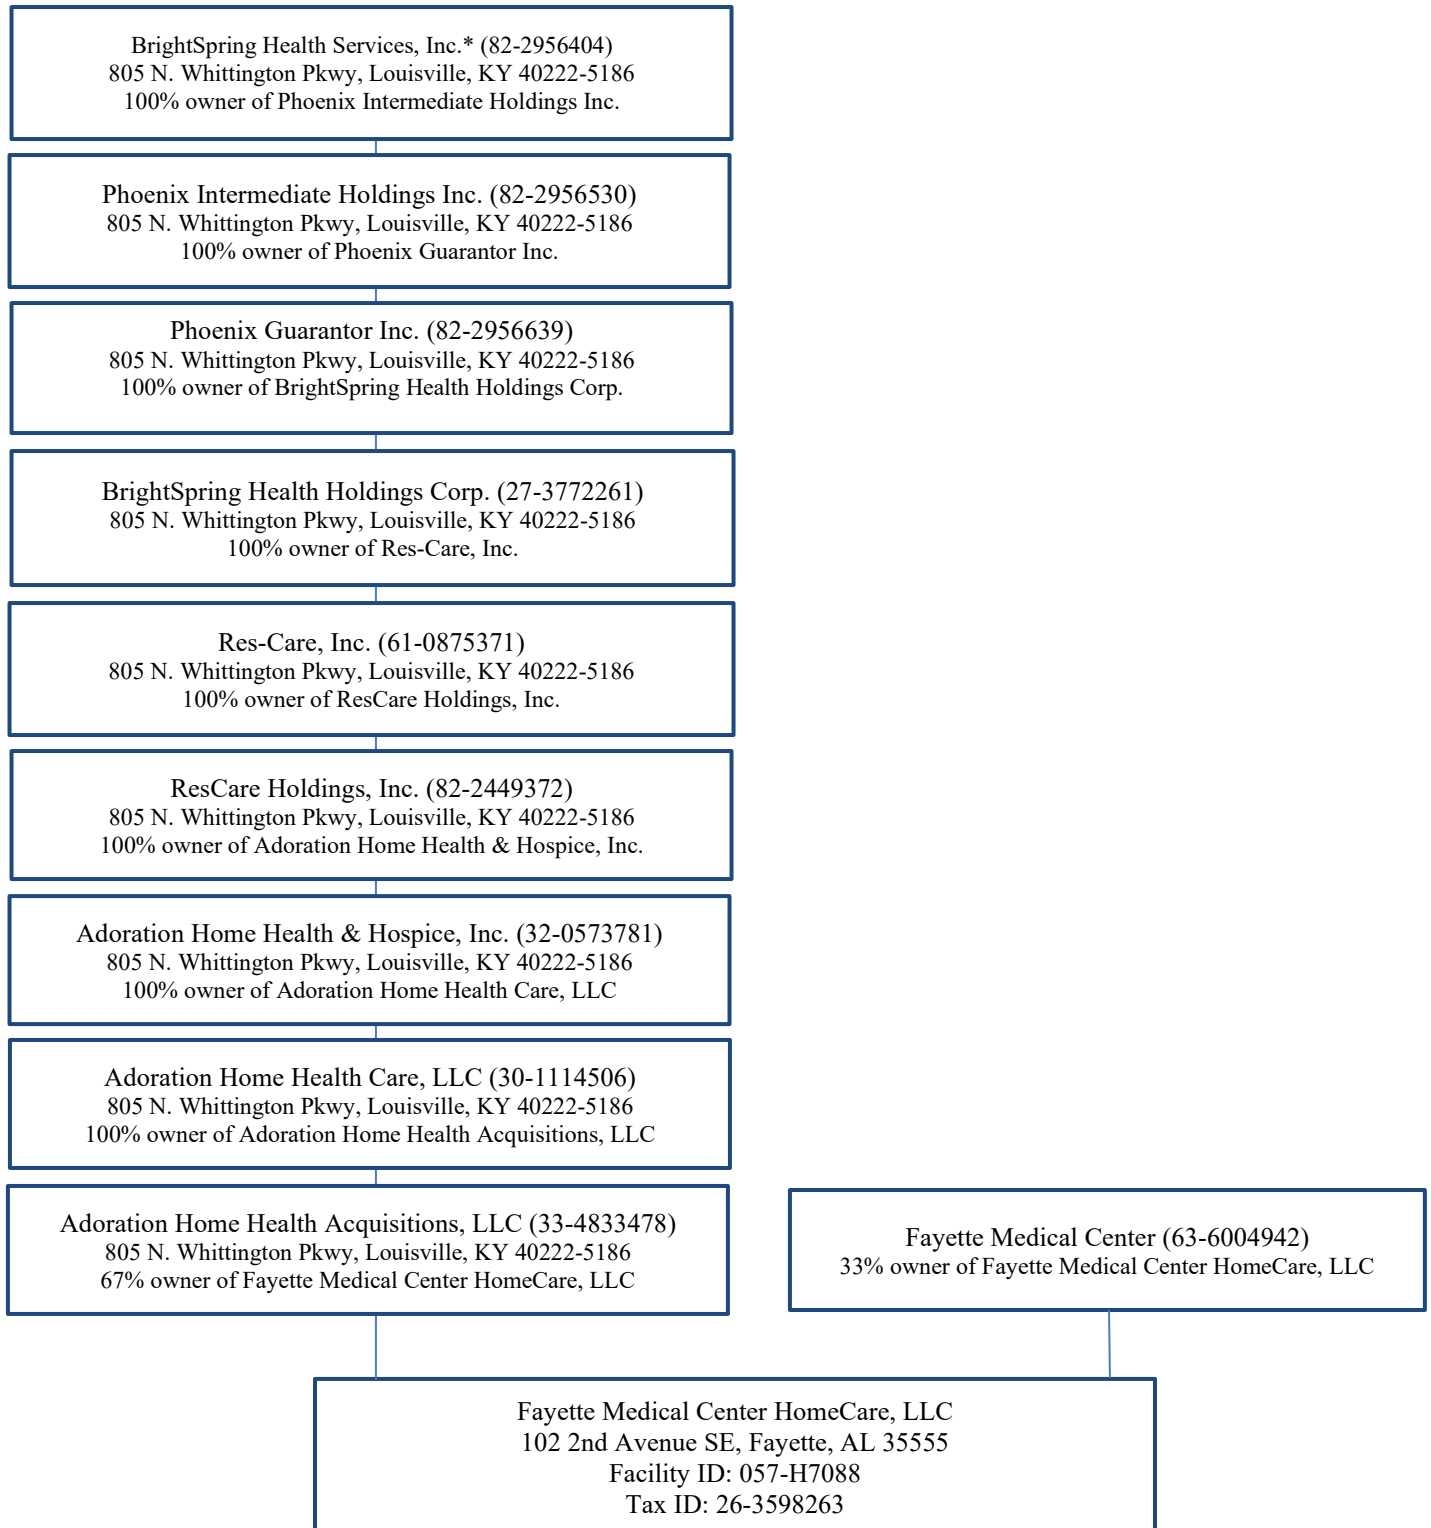 BrightSpring Health Services, Inc.* (82-2956404)
805 N. Whittington Pkwy, Louisville, KY 40222-5186
100% owner of Phoenix Intermediate Holdings Inc.
Phoenix Intermediate Holdings Inc. (82-2956530)
805 N. Whittington Pkwy, Louisville, KY 40222-5186
100% owner of Phoenix Guarantor Inc.
Phoenix Guarantor Inc. (82-2956639)
805 N. Whittington Pkwy, Louisville, KY 40222-5186
100% owner of BrightSpring Health Holdings Corp.
BrightSpring Health Holdings Corp. (27-3772261)
805 N. Whittington Pkwy, Louisville, KY 40222-5186
100% owner of Res-Care, Inc.
Res-Care, Inc. (61-0875371)
805 N. Whittington Pkwy, Louisville, KY 40222-5186
100% owner of ResCare Holdings, Inc.
ResCare Holdings, Inc. (82-2449372)
805 N. Whittington Pkwy, Louisville, KY 40222-5186
100% owner of Adoration Home Health & Hospice, Inc.
Adoration Home Health & Hospice, Inc. (32-0573781)
805 N. Whittington Pkwy, Louisville, KY 40222-5186
100% owner of Adoration Home Health Care, LLC
Adoration Home Health Care, LLC (30-1114506)
805 N. Whittington Pkwy, Louisville, KY 40222-5186
100% owner of Adoration Home Health Acquisitions, LLC
Adoration Home Health Acquisitions, LLC (33-4833478)
805 N. Whittington Pkwy, Louisville, KY 40222-5186
67% owner of Fayette Medical Center HomeCare, LLC
Fayette Medical Center (63-6004942)
33% owner of Fayette Medical Center HomeCare, LLC
Fayette Medical Center HomeCare, LLC
102 2nd Avenue SE, Fayette, AL 35555
Facility ID: 057-H7088
Tax ID: 26-3598263